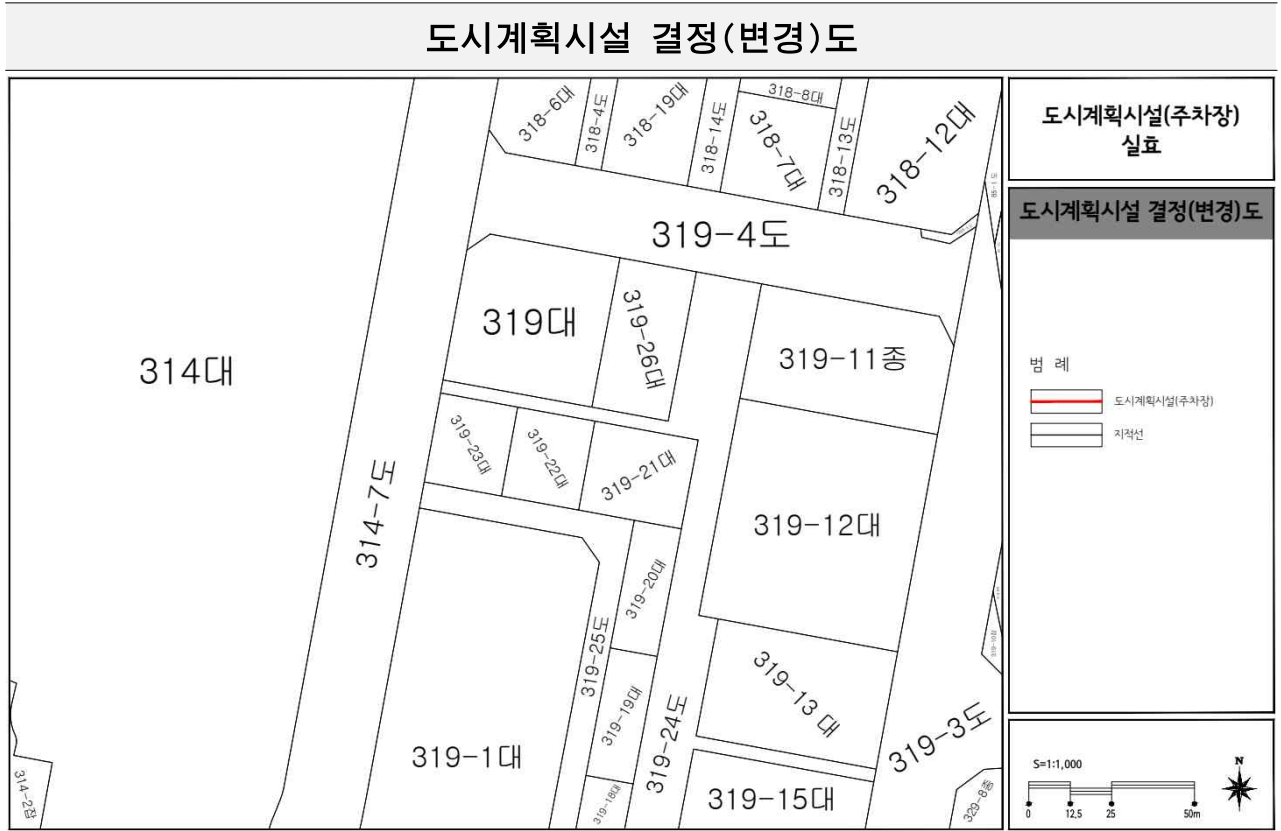 도시계획시설 결정(변경)도
318-6대
318-4도
318-19대
318-14도
318-8대
318-7대
318-13도
318-12대
319-4도
319대
319-26대
319-11종
314대
319-23대
319-22대
319-21대
314-7도
319-12대
319-20대
319-25도
319-19대
319-13 대
319-24도
319-3도
319-1대
319-18대
319-15대
314-2잡
329-8종
도시계획시설(주차장)
실효
도시계획시설 결정(변경)도
범 례
도시계획시설(주차장)
지적선
S=1:1,000
N
0 12,5 25 50m